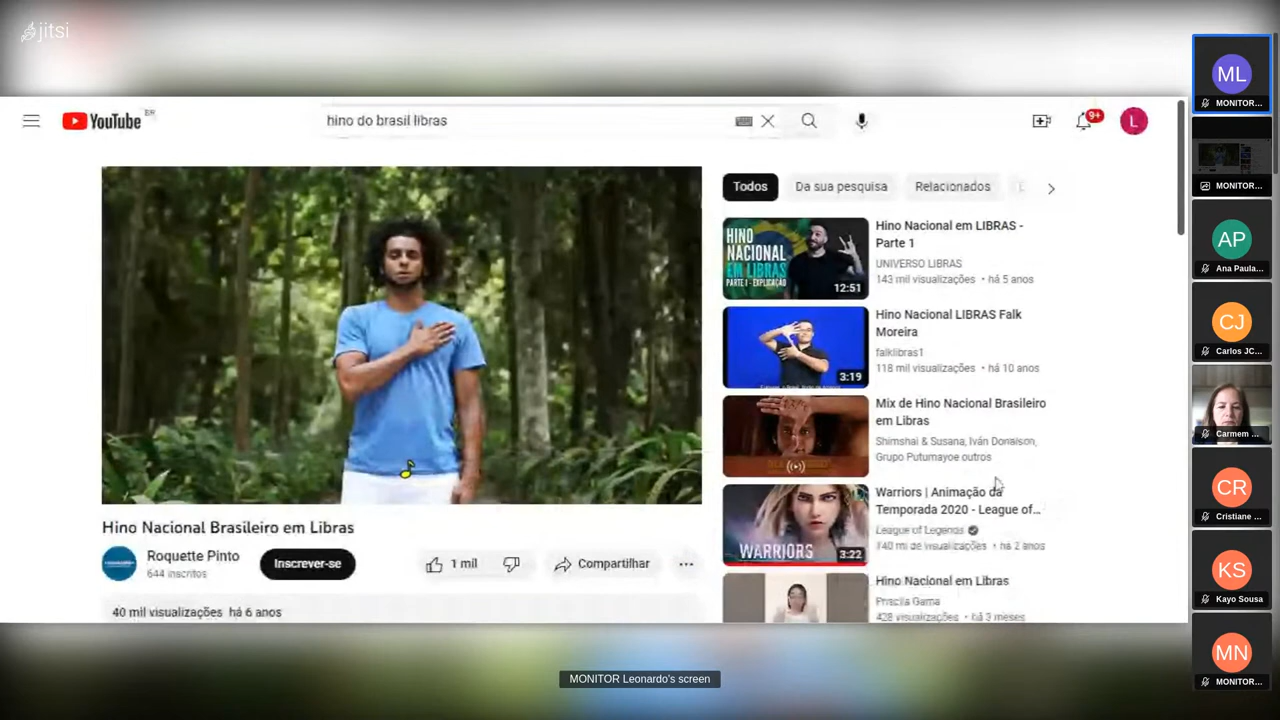 jitsi
YouTube BR
hino do brasil libras
9+
L
Todos
Da sua pesquisa
Relacionados
HINO
NACIONAL
EM LIBRAS
PARTE 1 - EXPLICAÇÃO
12:51
Hino Nacional em LIBRAS -
Parte 1
UNIVERSO LIBRAS
143 mil visualizações • há 5 anos
3:19
Hino Nacional LIBRAS Falk
Moreira
falklibras1
118 mil visualizações • há 10 anos
Mix de Hino Nacional Brasileiro
em Libras
Shimshai & Susana, Iván Donalson,
Grupo Putumayoe outros
WARRIORS
3:22
Warriors | Animação da
Temporada 2020 - League of...
League of Legends
140 mi de visualizações • há 2 anos
Hino Nacional em Libras
Priscila Gama
428 visualizações • há 3 meses
Hino Nacional Brasileiro em Libras
Roquette Pinto
644 inscritos
Inscrever-se
1 mil
Compartilhar
40 mil visualizações há 6 anos
MONITOR Leonardo's screen
ML
MONITOR...
MONITOR...
AP
Ana Paula...
CJ
Carlos JC...
Carmem ...
CR
Cristiane ...
KS
Kayo Sousa
MN
MONITOR...